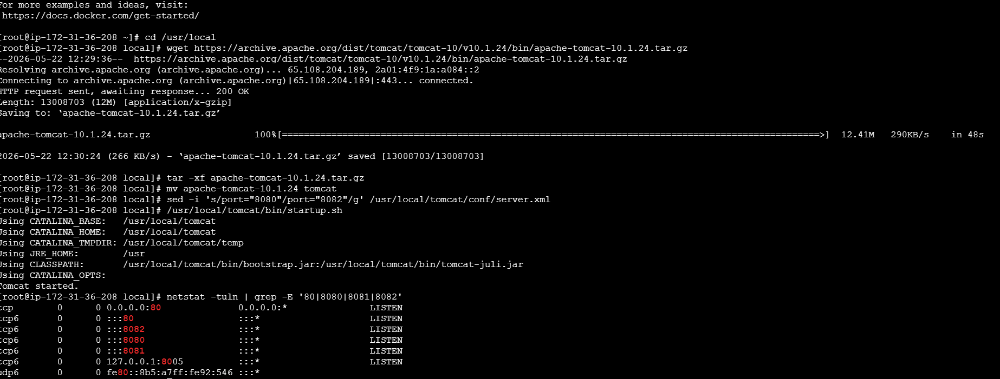 For more examples and ideas, visit:
 https://docs.docker.com/get-started/
[root@ip-172-31-36-208 ~]# cd /usr/local
[root@ip-172-31-36-208 local]# wget https://archive.apache.org/dist/tomcat/tomcat-10/v10.1.24/bin/apache-tomcat-10.1.24.tar.gz
--2026-05-22 12:29:36--  https://archive.apache.org/dist/tomcat/tomcat-10/v10.1.24/bin/apache-tomcat-10.1.24.tar.gz
Resolving archive.apache.org (archive.apache.org)... 65.108.204.189, 2a01:4f9:1a:a084::2
Connecting to archive.apache.org (archive.apache.org)|65.108.204.189|:443... connected.
HTTP request sent, awaiting response... 200 OK
Length: 13008703 (12M) [application/x-gzip]
Saving to: ‘apache-tomcat-10.1.24.tar.gz’
apache-tomcat-10.1.24.tar.gz                   100%[==================================================================================================>]  12.41M   290KB/s    in 48s
2026-05-22 12:30:24 (266 KB/s) - ‘apache-tomcat-10.1.24.tar.gz’ saved [13008703/13008703]
[root@ip-172-31-36-208 local]# tar -xf apache-tomcat-10.1.24.tar.gz
[root@ip-172-31-36-208 local]# mv apache-tomcat-10.1.24 tomcat
[root@ip-172-31-36-208 local]# sed -i 's/port="8080"/port="8082"/g' /usr/local/tomcat/conf/server.xml
[root@ip-172-31-36-208 local]# /usr/local/tomcat/bin/startup.sh
Using CATALINA_BASE:   /usr/local/tomcat
Using CATALINA_HOME:   /usr/local/tomcat
Using CATALINA_TMPDIR: /usr/local/tomcat/temp
Using JRE_HOME:        /usr
Using CLASSPATH:       /usr/local/tomcat/bin/bootstrap.jar:/usr/local/tomcat/bin/tomcat-juli.jar
Using CATALINA_OPTS:
Tomcat started.
[root@ip-172-31-36-208 local]# netstat -tuln | grep -E '80|8080|8081|8082'
tcp        0      0 0.0.0.0:80              0.0.0.0:*               LISTEN
tcp6       0      0 :::80                   :::*                    LISTEN
tcp6       0      0 :::8082                 :::*                    LISTEN
tcp6       0      0 :::8080                 :::*                    LISTEN
tcp6       0      0 :::8081                 :::*                    LISTEN
tcp6       0      0 127.0.0.1:8005          :::*                    LISTEN
udp6       0      0 fe80::8b5:a7ff:fe92:546 :::*